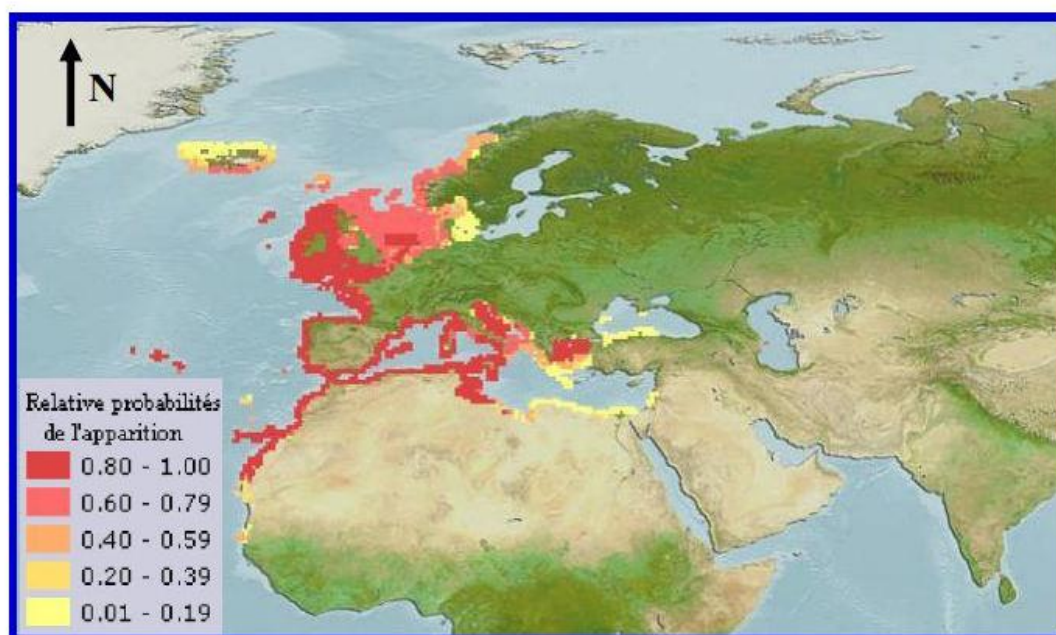 N
Relative probabilités
de l'apparition
0.80 - 1.00
0.60 - 0.79
0.40 - 0.59
0.20 - 0.39
0.01 - 0.19